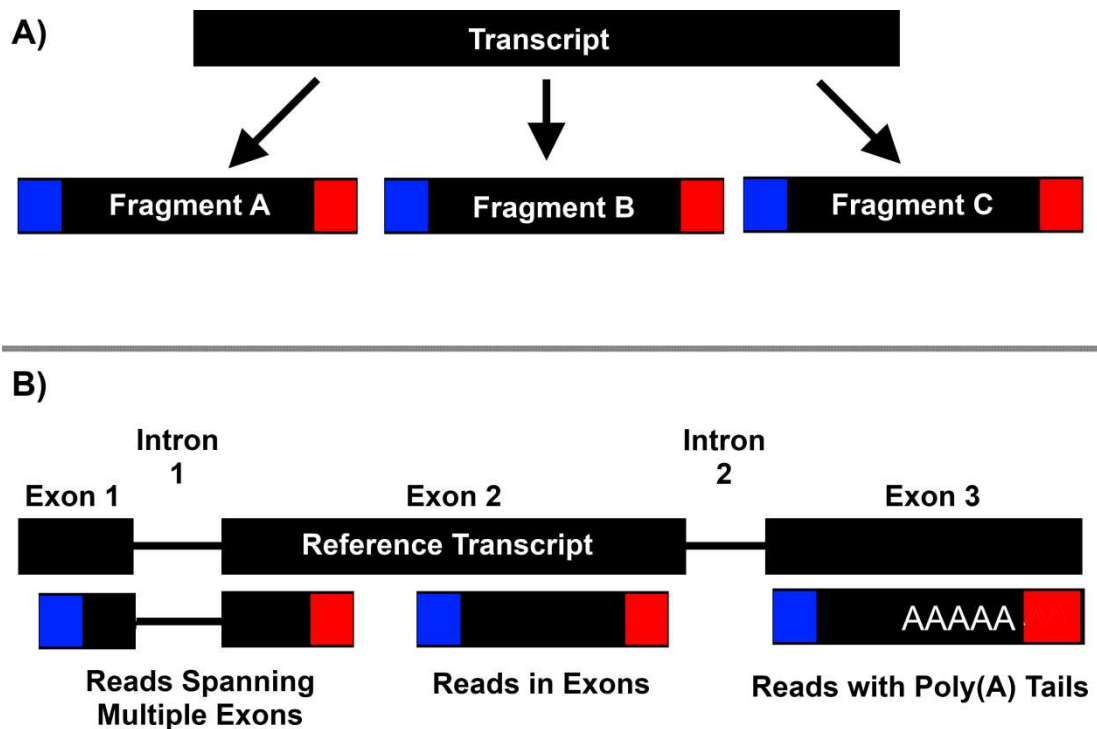 A)
Transcript
Fragment A
Fragment B
Fragment C
B)
Intron
1
Intron
2
Exon 1
Exon 2
Exon 3
Reference Transcript
AAAAA
Reads Spanning
Multiple Exons
Reads in Exons
Reads with Poly(A) Tails